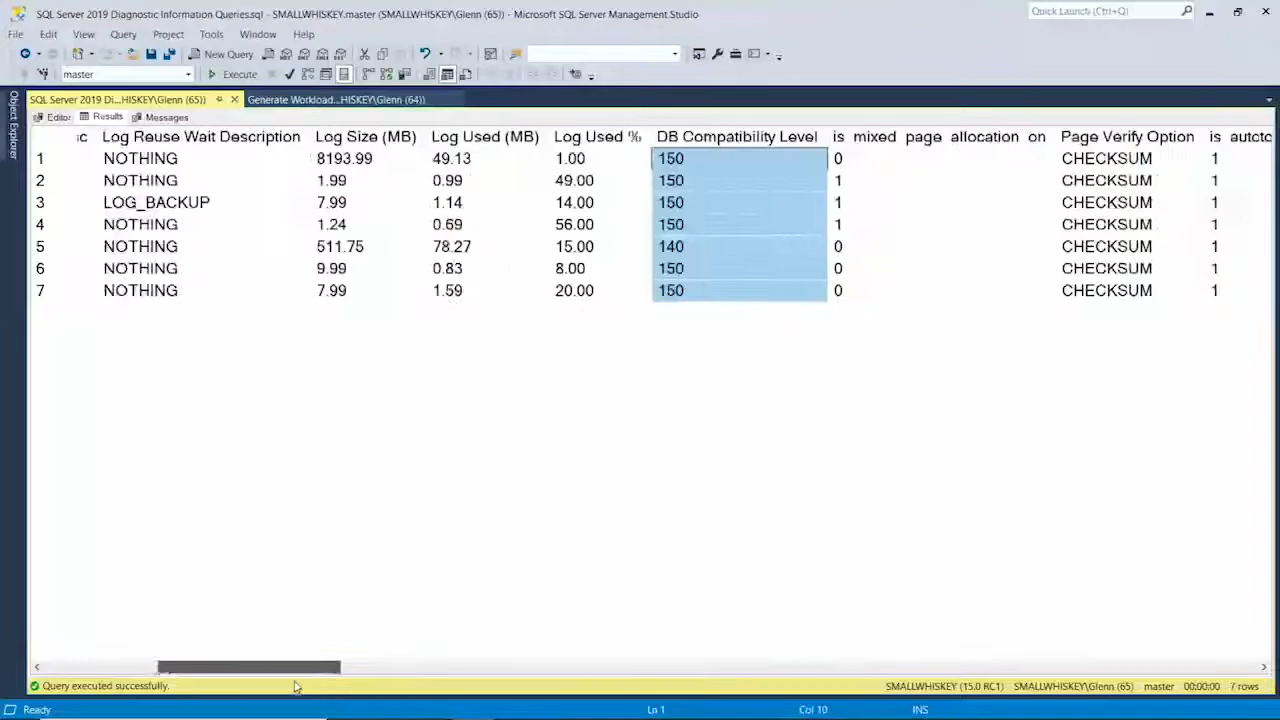 SQL Server 2019 Diagnostic Information Queries.sql - SMALLWHISKEY.master (SMALLWHISKEY\Glenn (65)) - Microsoft SQL Server Management Studio
Quick Launch (Ctrl+Q)
File Edit View Query Project Tools Window Help
New Query
master Execute
SQL Server 2019 Di...HISKEY\Glenn (65)) Generate Workload...HISKEY\Glenn (64))
Object Explorer
Editor Results Messages
Log Reuse Wait Description Log Size (MB) Log Used (MB) Log Used % DB Compatibility Level is mixed page allocation on Page Verify Option is
1 NOTHING 8193.99 49.13 1.00 150 0 CHECKSUM 1
2 NOTHING 1.99 0.99 49.00 150 1 CHECKSUM 1
3 LOG_BACKUP 7.99 1.14 14.00 150 1 CHECKSUM 1
4 NOTHING 1.24 0.69 56.00 150 1 CHECKSUM 1
5 NOTHING 511.75 78.27 15.00 140 0 CHECKSUM 1
6 NOTHING 9.99 0.83 8.00 150 0 CHECKSUM 1
7 NOTHING 7.99 1.59 20.00 150 0 CHECKSUM 1
Query executed successfully. SMALLWHISKEY (15.0 RC1) SMALLWHISKEY\Glenn (65) master 00:00:00 7 rows
Ready Ln 1 Col 10 INS